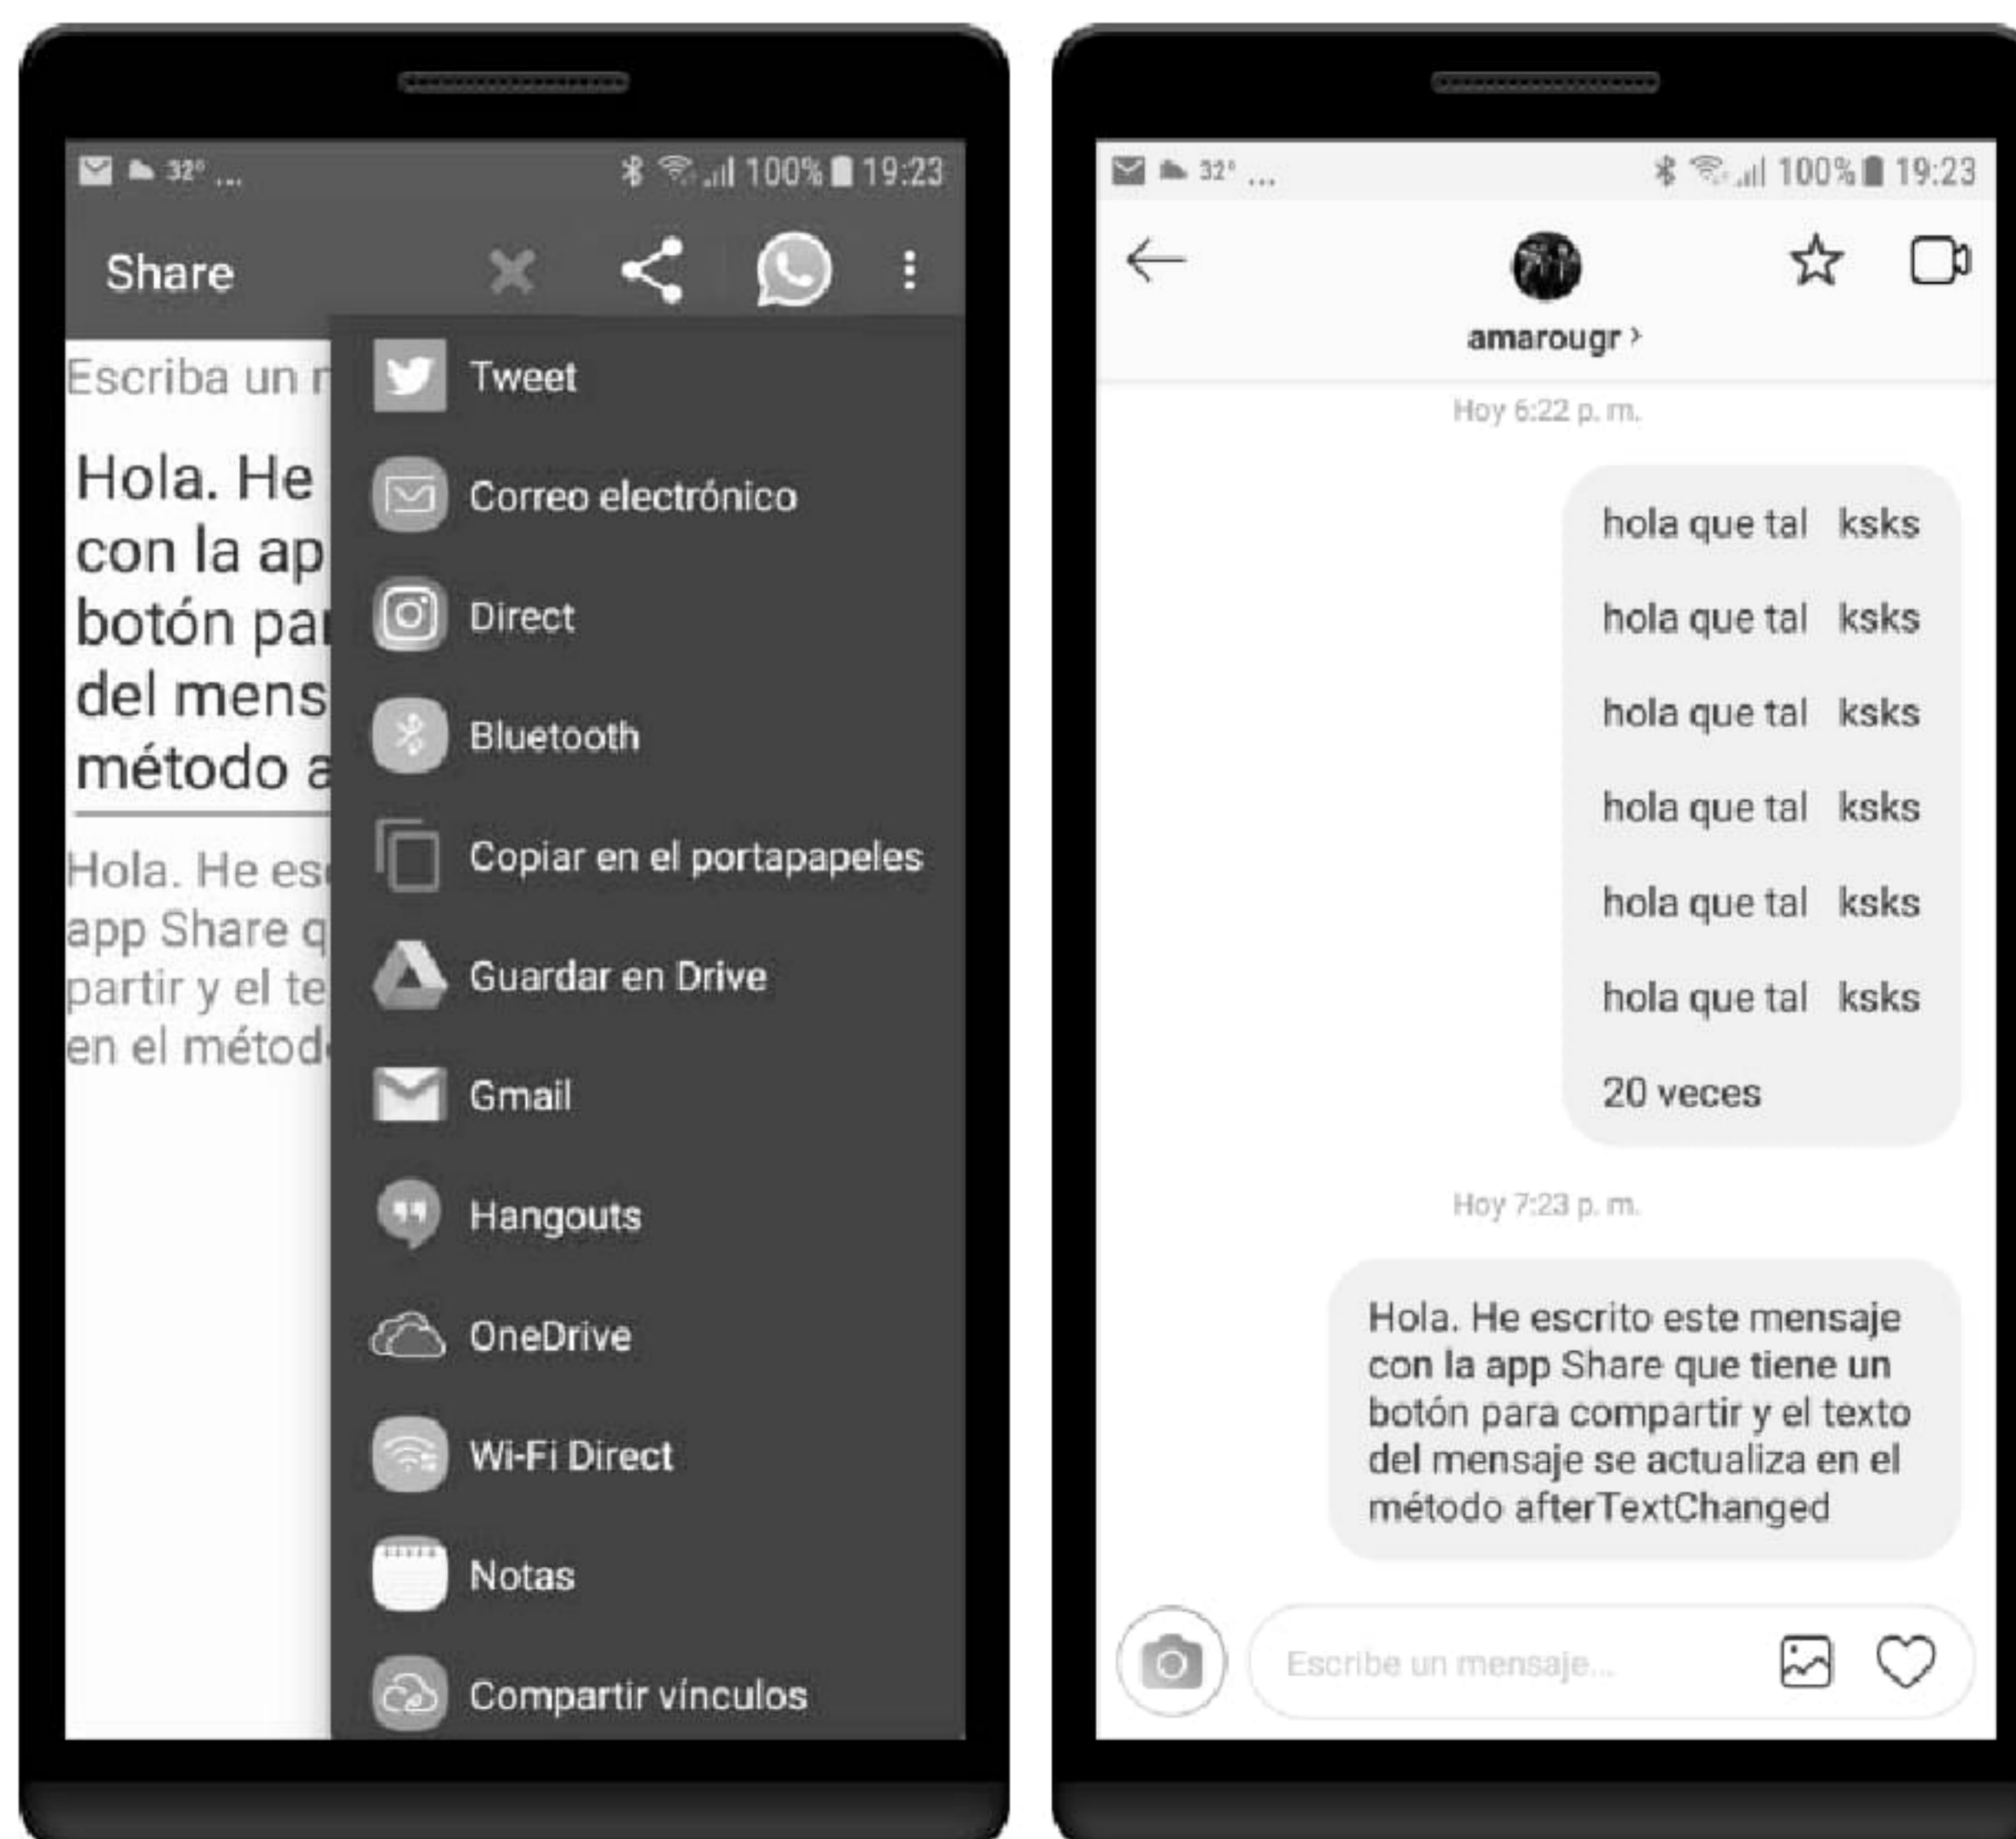 32° ...
100% 19:23
Share
Escriba un
Hola. He
con la ap
botón par
del mens
método a
Hola. He es
app Share q
partir y el te
en el métod
Tweet
Correo electrónico
Direct
Bluetooth
Copiar en el portapapeles
Guardar en Drive
Gmail
Hangouts
OneDrive
Wi-Fi Direct
Notas
Compartir vínculos
32° ...
100% 19:23
amarougr >
Hoy 6:22 p. m.
hola que tal ksks
hola que tal ksks
hola que tal ksks
hola que tal ksks
hola que tal ksks
hola que tal ksks
20 veces
Hoy 7:23 p. m.
Hola. He escrito este mensaje
con la app Share que tiene un
botón para compartir y el texto
del mensaje se actualiza en el
método afterTextChanged
Escribe un mensaje...